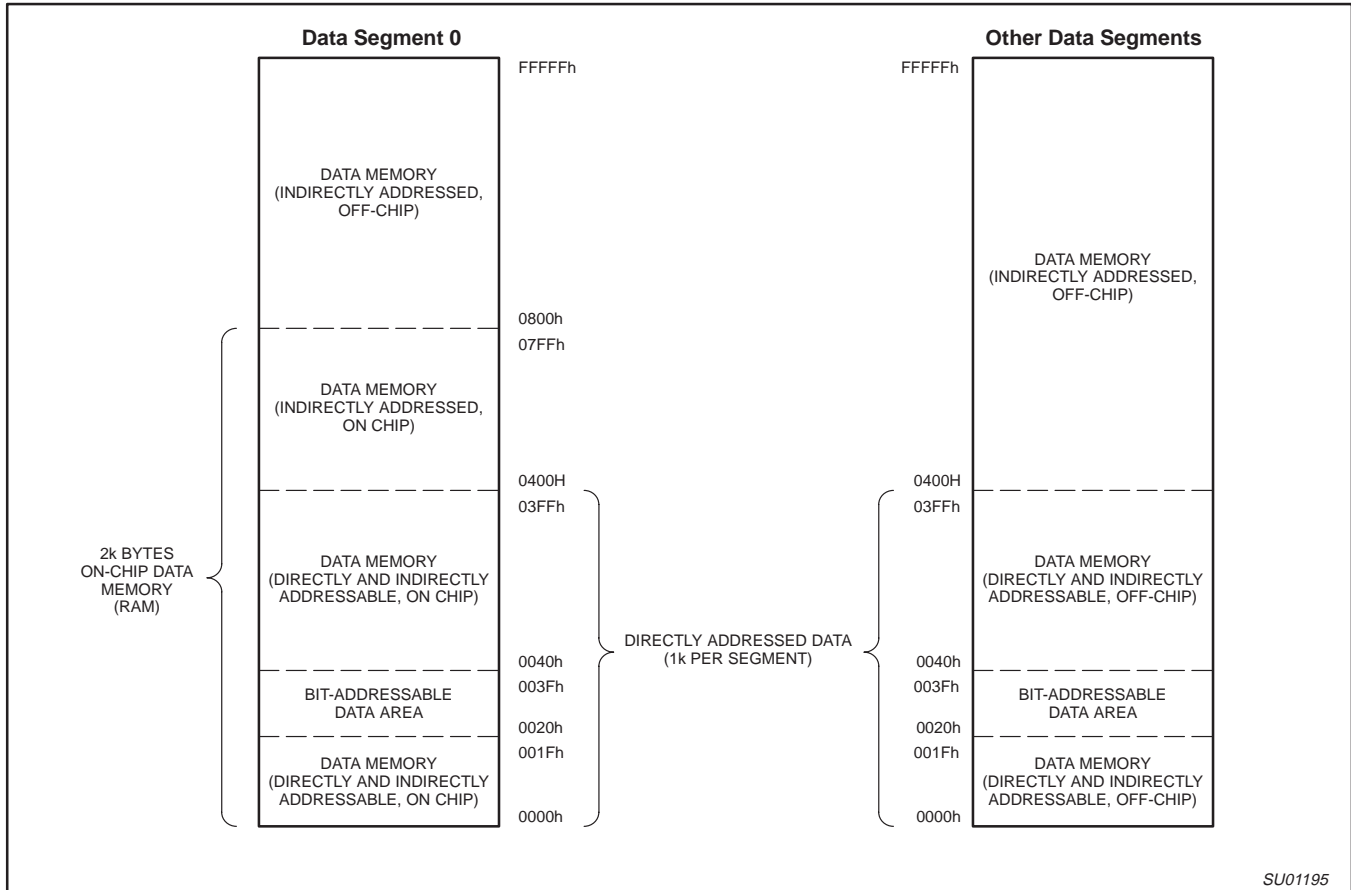 Data Segment 0
FFFFFh
DATA MEMORY
(INDIRECTLY ADDRESSED,
OFF-CHIP)
0800h
07FFh
DATA MEMORY
(INDIRECTLY ADDRESSED,
ON CHIP)
0400H
03FFh
2k BYTES
ON-CHIP DATA
MEMORY
(RAM)
DATA MEMORY
(DIRECTLY AND INDIRECTLY
ADDRESSABLE, ON CHIP)
0040h
003Fh
BIT-ADDRESSABLE
DATA AREA
0020h
001Fh
DATA MEMORY
(DIRECTLY AND INDIRECTLY
ADDRESSABLE, ON CHIP)
0000h
DIRECTLY ADDRESSED DATA
(1k PER SEGMENT)
Other Data Segments
FFFFFh
DATA MEMORY
(INDIRECTLY ADDRESSED,
OFF-CHIP)
0400H
03FFh
DATA MEMORY
(DIRECTLY AND INDIRECTLY
ADDRESSABLE, OFF-CHIP)
0040h
003Fh
BIT-ADDRESSABLE
DATA AREA
0020h
001Fh
DATA MEMORY
(DIRECTLY AND INDIRECTLY
ADDRESSABLE, OFF-CHIP)
0000h
SU01195